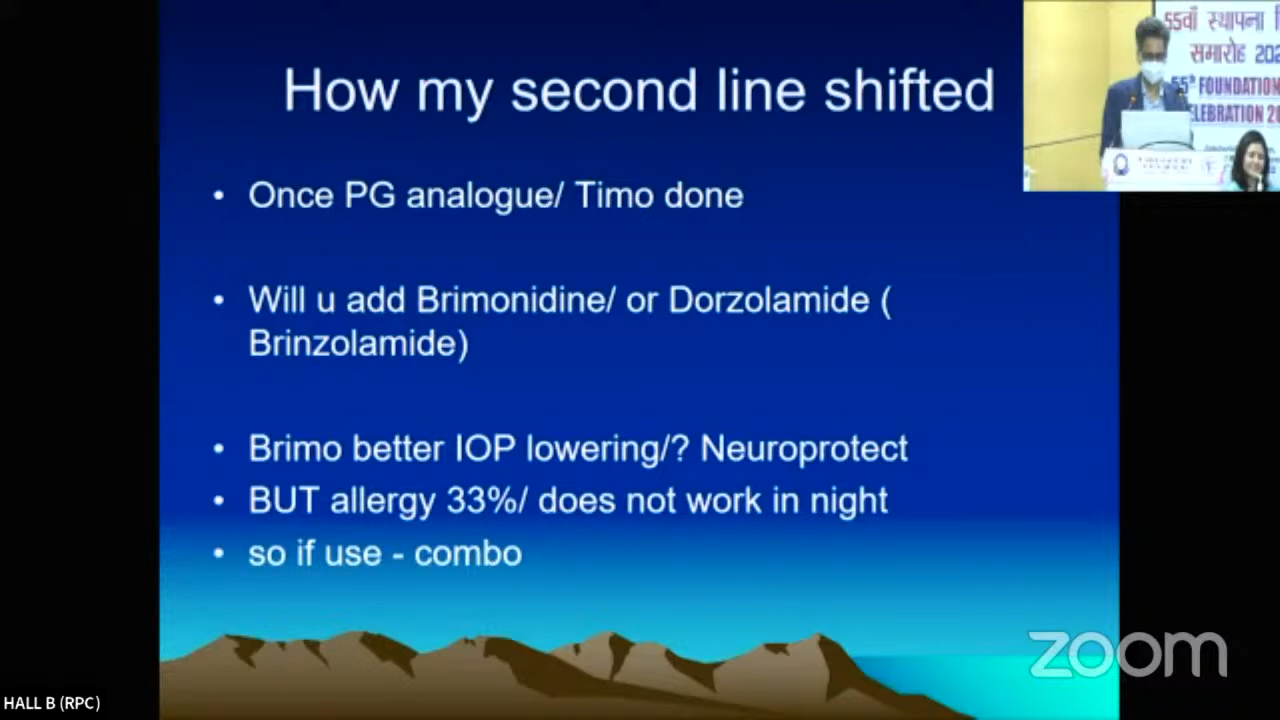 How my second line shifted
• Once PG analogue/ Timo done
• Will u add Brimonidine/ or Dorzolamide (
Brinzolamide)
• Brimo better IOP lowering/? Neuroprotect
• BUT allergy 33%/ does not work in night
• so if use - combo
55वाँ स्थापना
समारोह 202
55th FOUNDATION
ELEBRATION 20
zoom
HALL B (RPC)